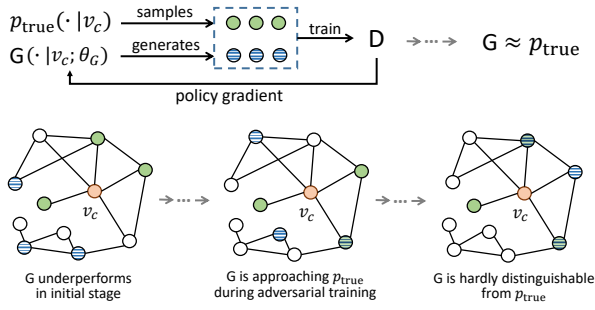 p_true(· |v_c) samples train D ··· G ≈ p_true
G(· |v_c; θ_G) generates
policy gradient
v_c ··· v_c ··· v_c
G underperforms
in initial stage
G is approaching p_true
during adversarial training
G is hardly distinguishable
from p_true